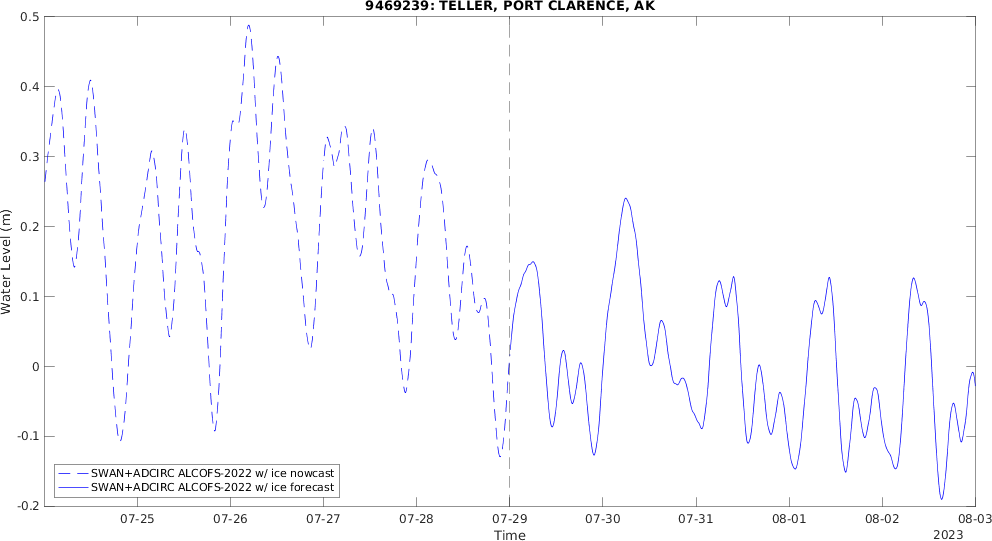 9469239: TELLER, PORT CLARENCE, AK
0.5
0.4
0.3
0.2
0.1
0
-0.1
-0.2
Water Level (m)
SWAN+ADCIRC ALCOFS-2022 w/ ice nowcast
SWAN+ADCIRC ALCOFS-2022 w/ ice forecast
07-25 07-26 07-27 07-28 07-29 07-30 07-31 08-01 08-02 08-03
Time
2023